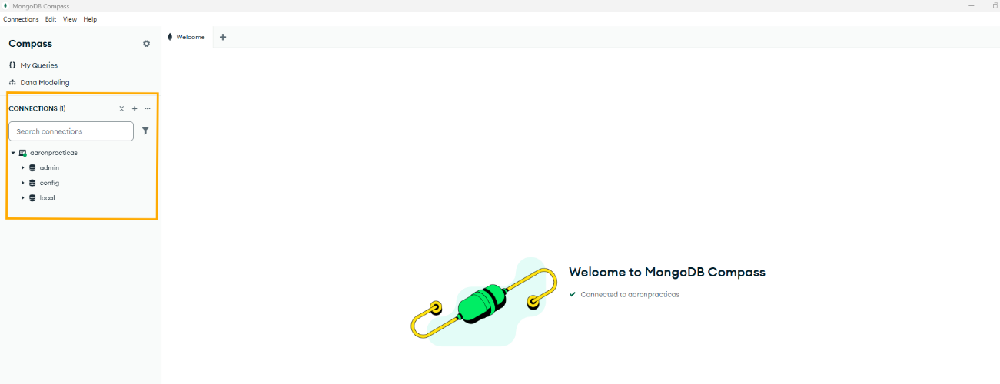 MongoDB Compass
Connections Edit View Help
Compass
Welcome
My Queries
Data Modeling
CONNECTIONS (1)
Search connections
aaronpracticas
admin
config
local
Welcome to MongoDB Compass
Connected to aaronpracticas